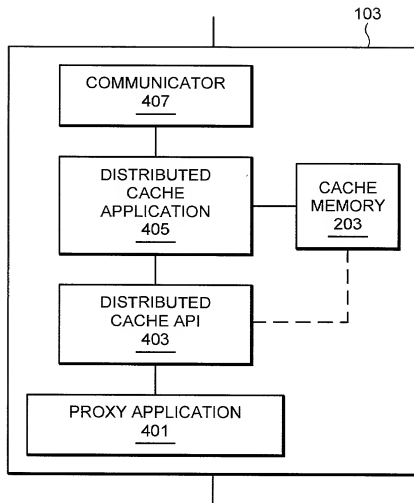 103
COMMUNICATOR
407
DISTRIBUTED
CACHE
APPLICATION
405
CACHE
MEMORY
203
DISTRIBUTED
CACHE API
403
PROXY APPLICATION
401